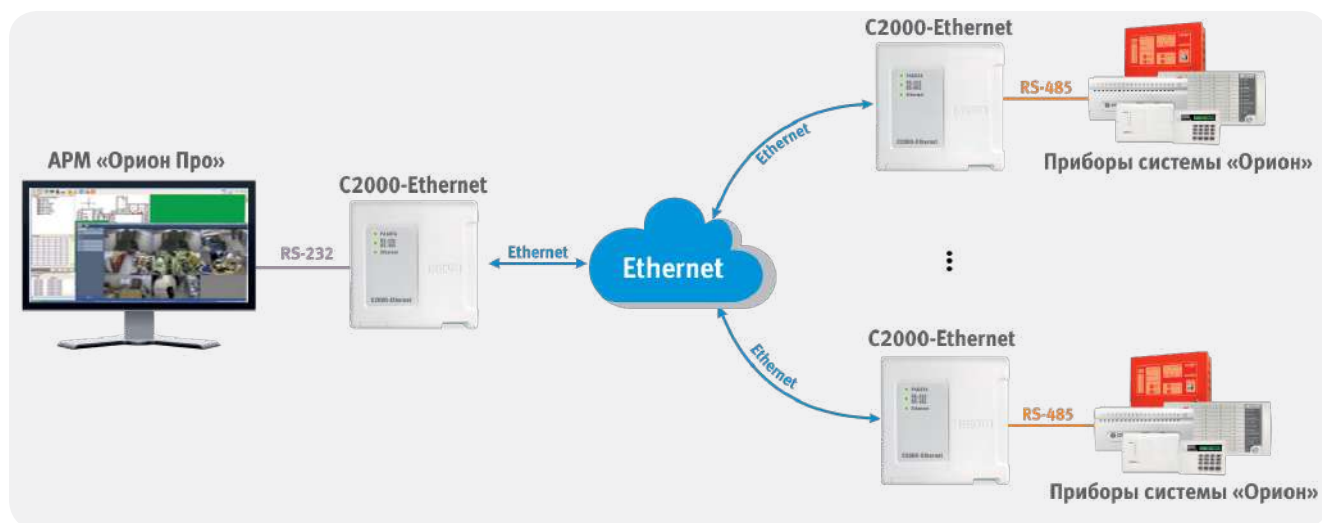 C2000-Ethernet
RS-485
Ethernet
Приборы системы «Орион»
АРМ «Орион Про»
C2000-Ethernet
RS-232
Ethernet
Ethernet
C2000-Ethernet
Ethernet
RS-485
Приборы системы «Орион»